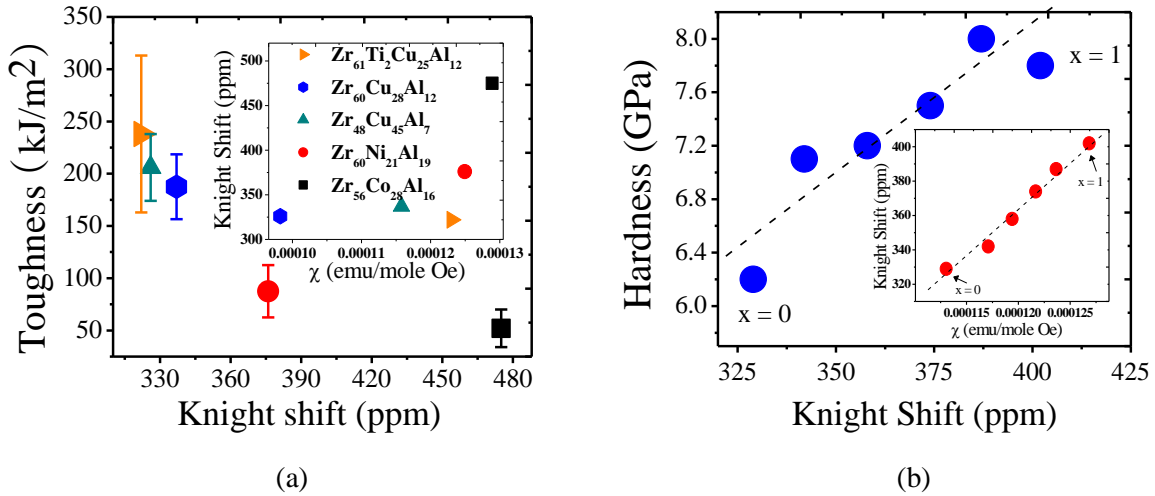 Toughness (kJ/m2)
350
300
250
200
150
100
50
330 360 390 420 450 480
Knight shift (ppm)
Knight Shift (ppm)
500
450
400
350
300
0.00010 0.00011 0.00012 0.00013
χ (emu/mole Oe)
Zr61Ti2Cu25Al12
Zr60Cu28Al12
Zr48Cu45Al7
Zr60Ni21Al19
Zr56Co28Al16
(a)
Hardness (GPa)
8.0
7.6
7.2
6.8
6.4
6.0
325 350 375 400 425
Knight Shift (ppm)
x = 0
x = 1
Knight Shift (ppm)
400
380
360
340
320
0.000115 0.000120 0.000125
χ (emu/mole Oe)
x = 0
x = 1
(b)